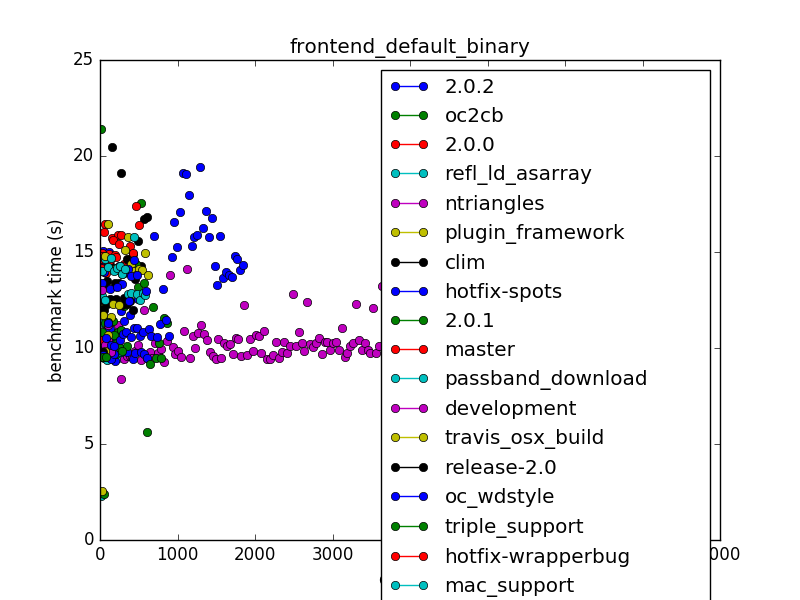 frontend_default_binary
25
20
15
10
5
0
benchmark time (s)
0
1000
2000
3000
000
2.0.2
oc2cb
2.0.0
refl_ld_asarray
ntriangles
plugin_framework
clim
hotfix-spots
2.0.1
master
passband_download
development
travis_osx_build
release-2.0
oc_wdstyle
triple_support
hotfix-wrapperbug
mac_support